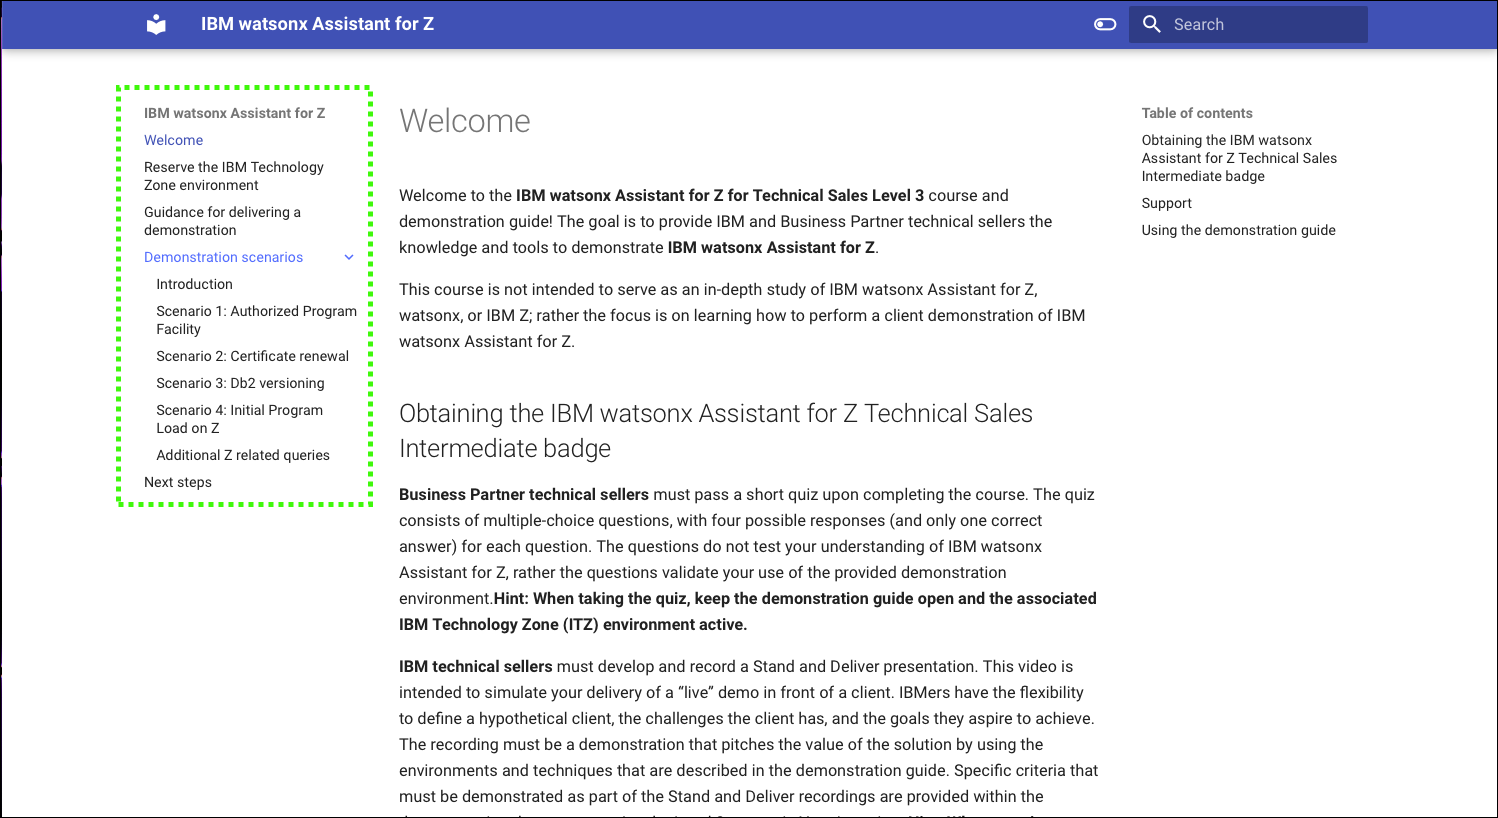 IBM watsonx Assistant for Z
Search
IBM watsonx Assistant for Z
Welcome
Reserve the IBM Technology
Zone environment
Guidance for delivering a
demonstration
Demonstration scenarios
Introduction
Scenario 1: Authorized Program
Facility
Scenario 2: Certificate renewal
Scenario 3: Db2 versioning
Scenario 4: Initial Program
Load on Z
Additional Z related queries
Next steps
Welcome
Welcome to the IBM watsonx Assistant for Z for Technical Sales Level 3 course and
demonstration guide! The goal is to provide IBM and Business Partner technical sellers the
knowledge and tools to demonstrate IBM watsonx Assistant for Z.
This course is not intended to serve as an in-depth study of IBM watsonx Assistant for Z,
watsonx, or IBM Z; rather the focus is on learning how to perform a client demonstration of IBM
watsonx Assistant for Z.
Obtaining the IBM watsonx Assistant for Z Technical Sales
Intermediate badge
Business Partner technical sellers must pass a short quiz upon completing the course. The quiz
consists of multiple-choice questions, with four possible responses (and only one correct
answer) for each question. The questions do not test your understanding of IBM watsonx
Assistant for Z, rather the questions validate your use of the provided demonstration
environment.Hint: When taking the quiz, keep the demonstration guide open and the associated
IBM Technology Zone (ITZ) environment active.
IBM technical sellers must develop and record a Stand and Deliver presentation. This video is
intended to simulate your delivery of a “live” demo in front of a client. IBMers have the flexibility
to define a hypothetical client, the challenges the client has, and the goals they aspire to achieve.
The recording must be a demonstration that pitches the value of the solution by using the
environments and techniques that are described in the demonstration guide. Specific criteria that
must be demonstrated as part of the Stand and Deliver recordings are provided within the
Table of contents
Obtaining the IBM watsonx
Assistant for Z Technical Sales
Intermediate badge
Support
Using the demonstration guide